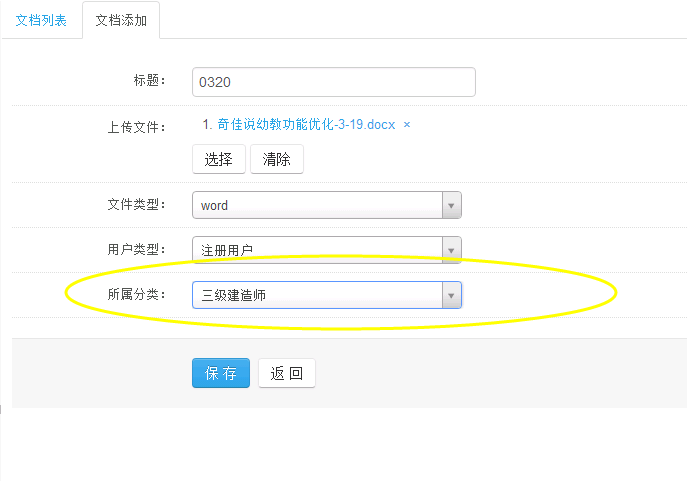 文档列表 文档添加
标题： 0320
上传文件： 1. 奇佳说幼教功能优化-3-19.docx ×
选择 清除
文件类型： word
用户类型： 注册用户
所属分类： 三级建造师
保 存 返 回